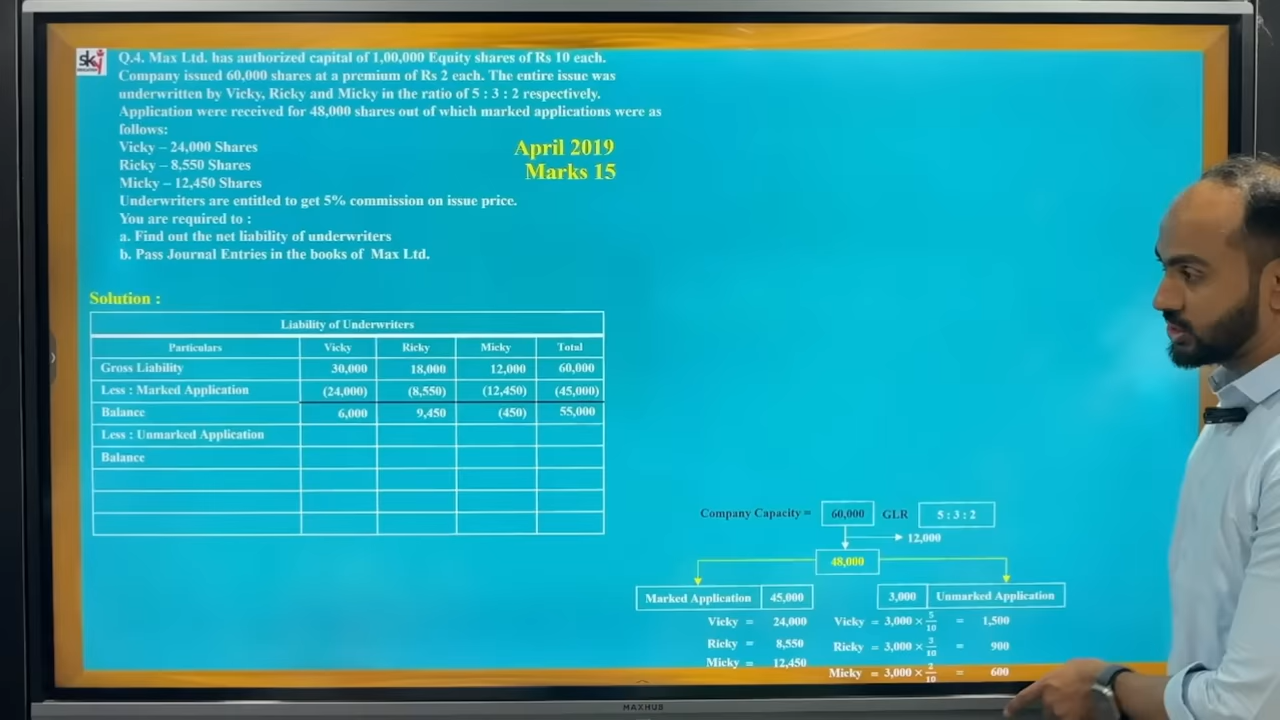 sky
Q.4. Max Ltd. has authorized capital of 1,00,000 Equity shares of Rs 10 each.
Company issued 60,000 shares at a premium of Rs 2 each. The entire issue was
underwritten by Vicky, Ricky and Micky in the ratio of 5 : 3 : 2 respectively.
Application were received for 48,000 shares out of which marked applications were as
follows:
Vicky – 24,000 Shares
Ricky – 8,550 Shares
Micky – 12,450 Shares
April 2019
Marks 15
Underwriters are entitled to get 5% commission on issue price.
You are required to :
a. Find out the net liability of underwriters
b. Pass Journal Entries in the books of Max Ltd.
Solution :
Liability of Underwriters
Particulars Vicky Ricky Micky Total
Gross Liability 30,000 18,000 12,000 60,000
Less : Marked Application (24,000) (8,550) (12,450) (45,000)
Balance 6,000 9,450 (450) 55,000
Less : Unmarked Application
Balance
Company Capacity = 60,000 GLR 5 : 3 : 2
12,000
48,000
Marked Application 45,000 3,000 Unmarked Application
Vicky = 24,000 Vicky = 3,000 × 5/10 = 1,500
Ricky = 8,550 Ricky = 3,000 × 3/10 = 900
Micky = 12,450 Micky = 3,000 × 2/10 = 600
MAXHUB